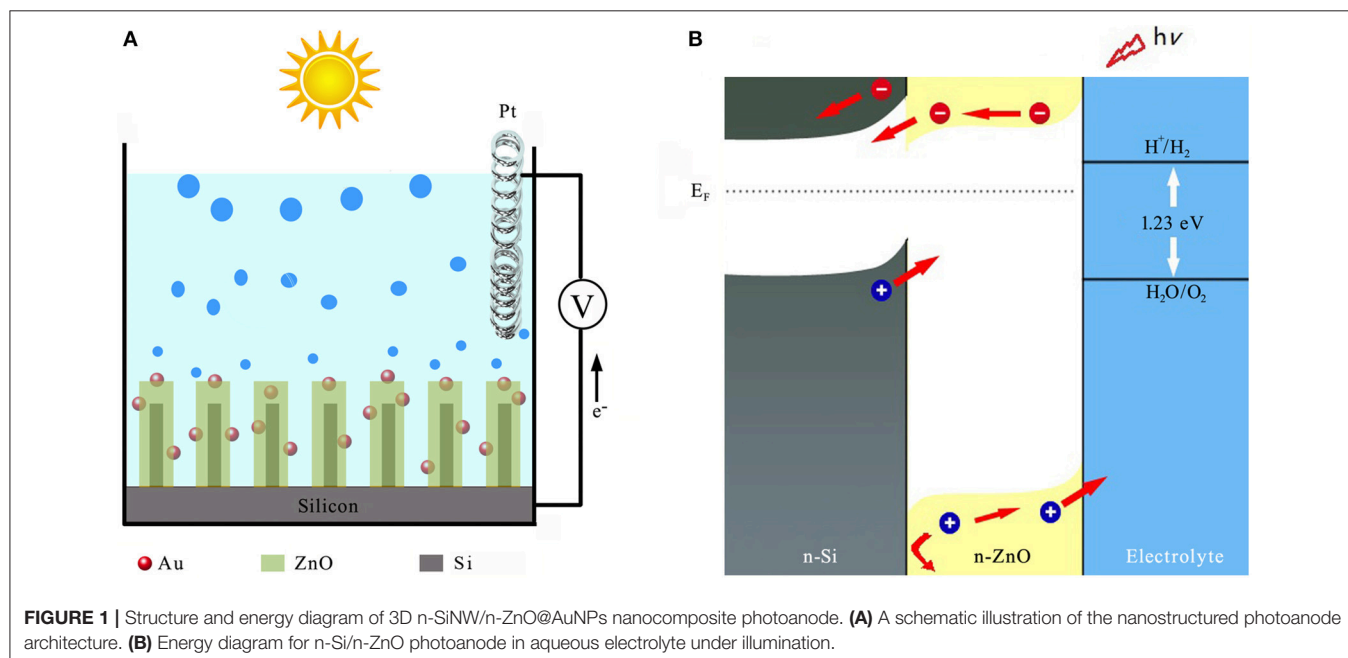 A
Pt
V
e⁻
Silicon
Au
ZnO
Si
B
hν
H⁺/H₂
E_F
1.23 eV
H₂O/O₂
n-Si
n-ZnO
Electrolyte
FIGURE 1 | Structure and energy diagram of 3D n-SiNW/n-ZnO@AuNPs nanocomposite photoanode. (A) A schematic illustration of the nanostructured photoanode
architecture. (B) Energy diagram for n-Si/n-ZnO photoanode in aqueous electrolyte under illumination.